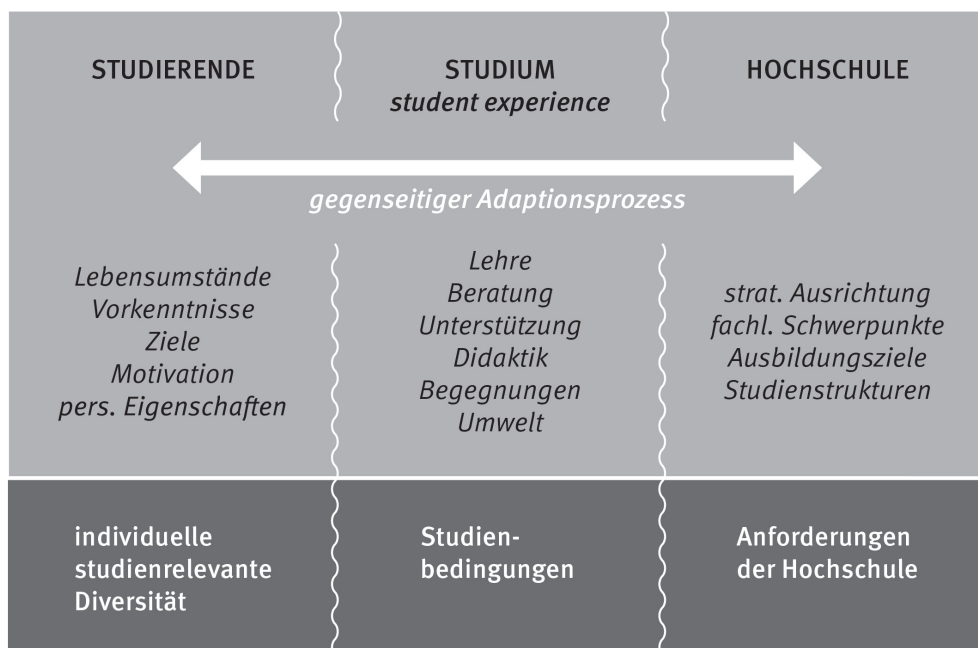 STUDIERENDE
STUDIUM
student experience
HOCHSCHULE
gegenseitiger Adaptionsprozess
Lebensumstände
Vorkenntnisse
Ziele
Motivation
pers. Eigenschaften
Lehre
Beratung
Unterstützung
Didaktik
Begegnungen
Umwelt
strat. Ausrichtung
fachl. Schwerpunkte
Ausbildungsziele
Studienstrukturen
individuelle
studienrelevante
Diversität
Studien-
bedingungen
Anforderungen
der Hochschule